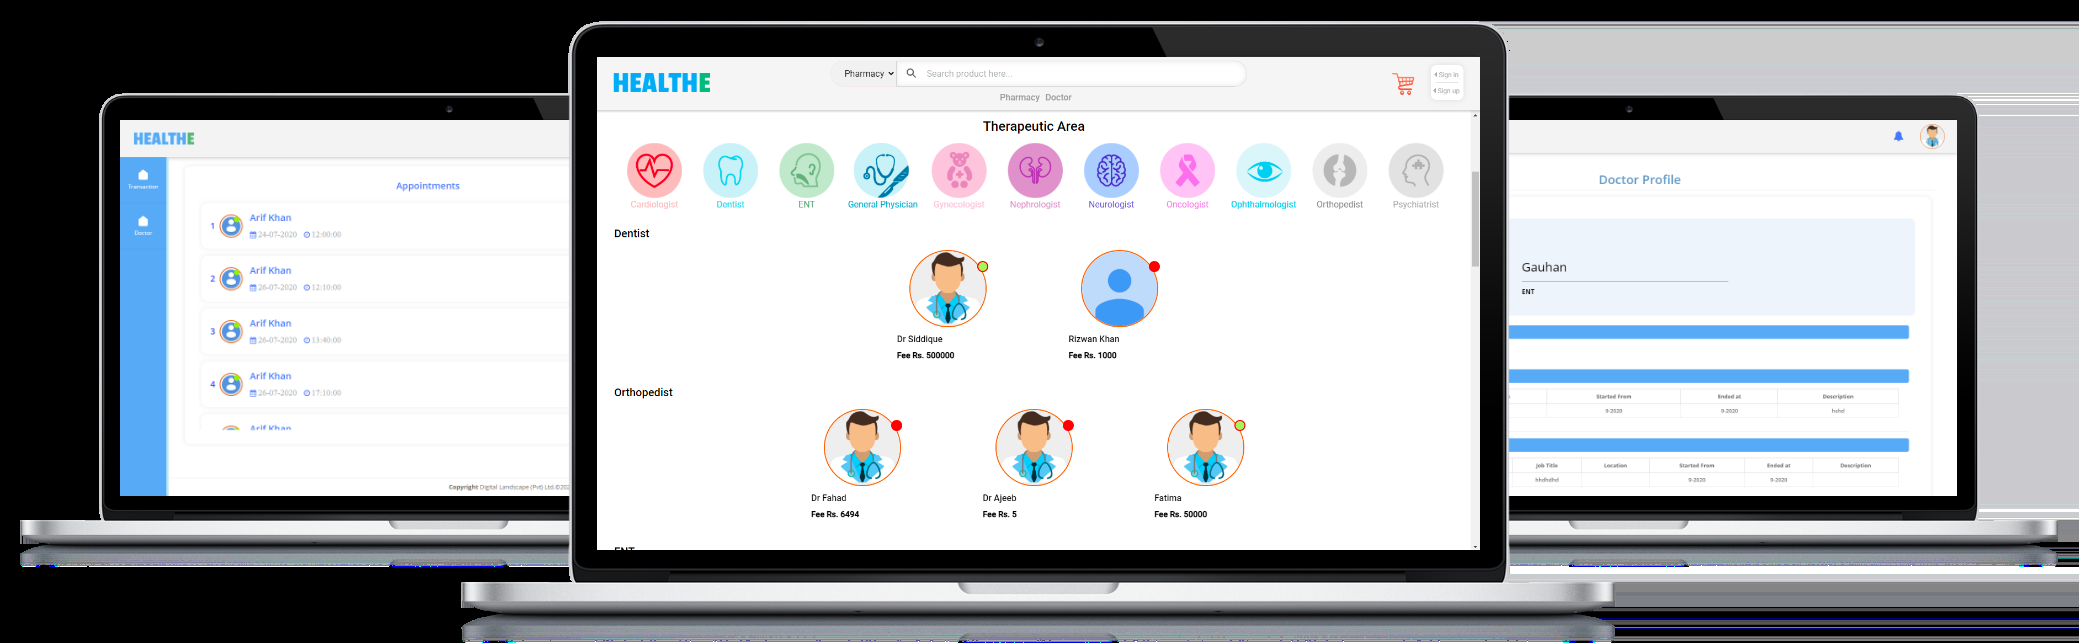 HEALTHE
Transaction
Doctor
Appointments
1
Arif Khan
24-07-2020 12:00:00
2
Arif Khan
26-07-2020 12:10:00
3
Arif Khan
26-07-2020 13:40:00
4
Arif Khan
26-07-2020 17:10:00
Arif Khan
Copyright Digital Landscape (Pvt) Ltd.©202
HEALTHE
Pharmacy
Search product here...
Pharmacy Doctor
Sign in
Sign up
Therapeutic Area
Cardiologist
Dentist
ENT
General Physician
Gynecologist
Nephrologist
Neurologist
Oncologist
Ophthalmologist
Orthopedist
Psychiatrist
Dentist
Dr Siddique
Fee Rs. 500000
Rizwan Khan
Fee Rs. 1000
Orthopedist
Dr Fahad
Fee Rs. 6494
Dr Ajeeb
Fee Rs. 5
Fatima
Fee Rs. 50000
ENT
Doctor Profile
Gauhan
ENT
Started From Ended at Description
9-2020 9-2020 hshd
Job Title Location Started From Ended at Description
hhdhdhd 9-2020 9-2020